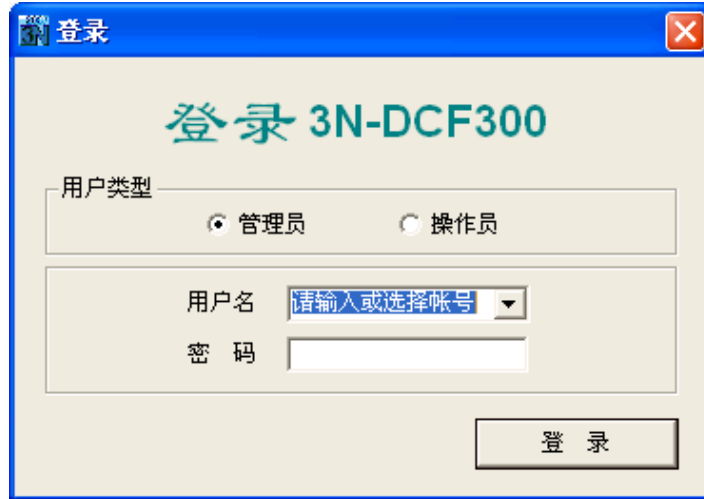 登录
登录 3N-DCF300
用户类型
管理员 操作员
用户名 请输入或选择帐号
密 码
登 录